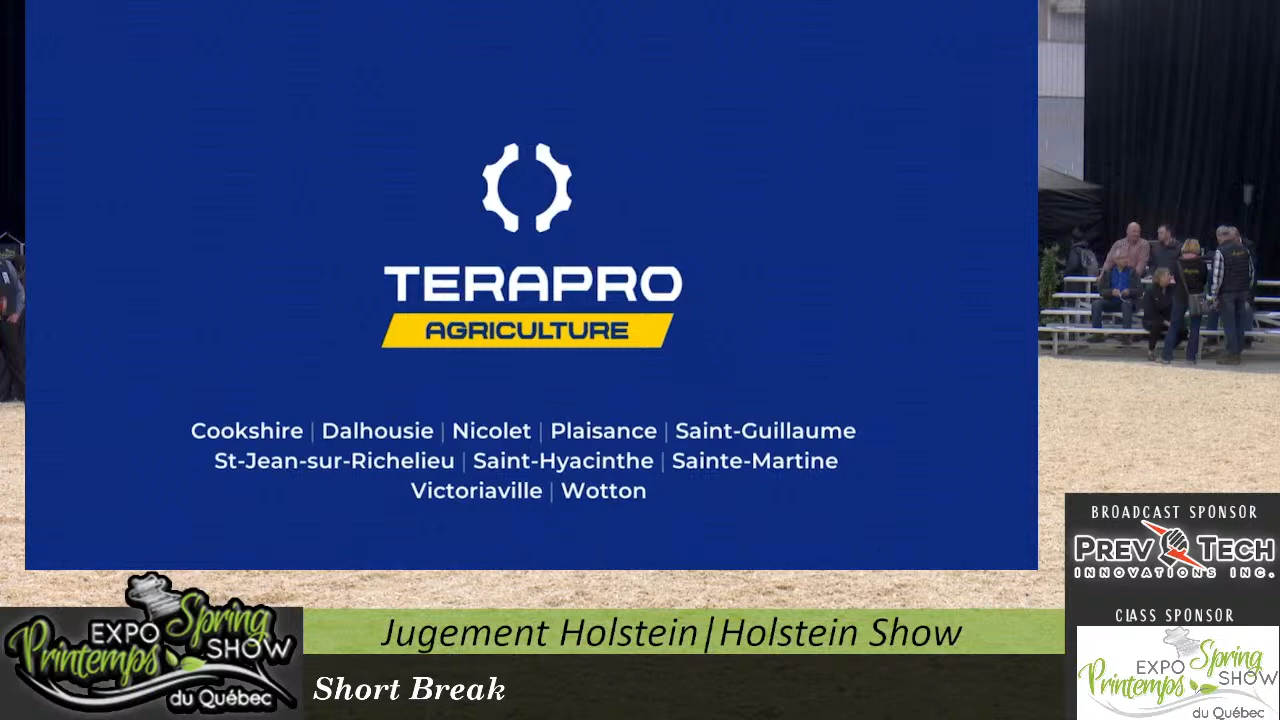 TERAPRO
AGRICULTURE
Cookshire | Dalhousie | Nicolet | Plaisance | Saint-Guillaume
St-Jean-sur-Richelieu | Saint-Hyacinthe | Sainte-Martine
Victoriaville | Wotton
BROADCAST SPONSOR
PREV TECH
INNOVATIONS INC.
CLASS SPONSOR
EXPO Spring
Printemps SHOW
du Québec
Jugement Holstein|Holstein Show
Short Break
EXPO Spring
Printemps SHOW
du Québec